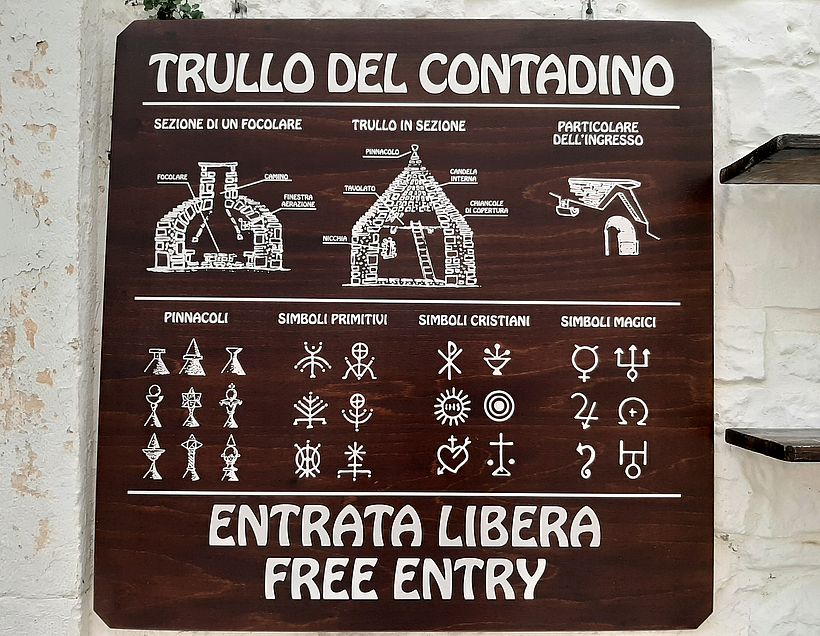 TRULLO DEL CONTADINO
SEZIONE DI UN FOCOLARE
FOCOLARE
CAMINO
FINESTRA
AERAZIONE
TRULLO IN SEZIONE
PINNACOLO
CANDELA
INTERNA
TAVOLATO
CHIANCOLE
DI COPERTURA
NICCHIA
PARTICOLARE
DELL'INGRESSO
PINNACOLI
SIMBOLI PRIMITIVI
SIMBOLI CRISTIANI
IHS
SIMBOLI MAGICI
ENTRATA LIBERA
FREE ENTRY